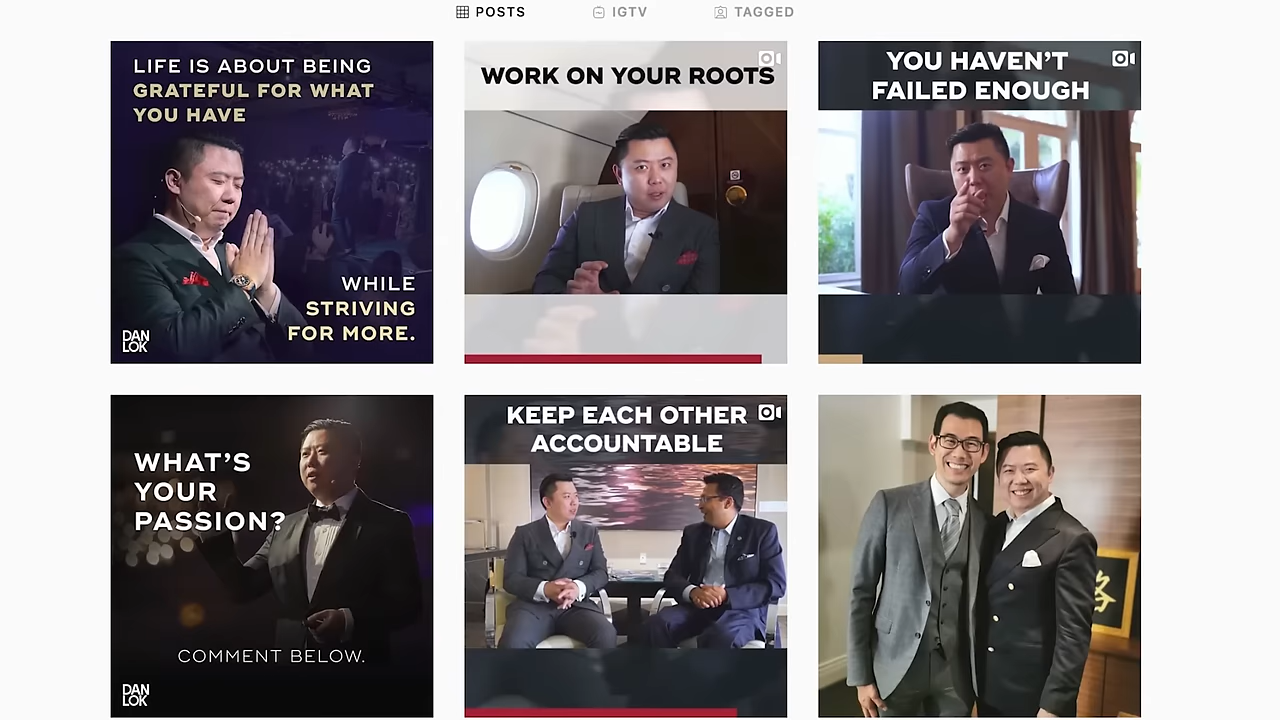 POSTS
IGTV
TAGGED
LIFE IS ABOUT BEING
GRATEFUL FOR WHAT
YOU HAVE
WHILE
STRIVING
FOR MORE.
DAN
LOK
WORK ON YOUR ROOTS
YOU HAVEN'T
FAILED ENOUGH
WHAT'S
YOUR
PASSION?
COMMENT BELOW.
DAN
LOK
KEEP EACH OTHER
ACCOUNTABLE